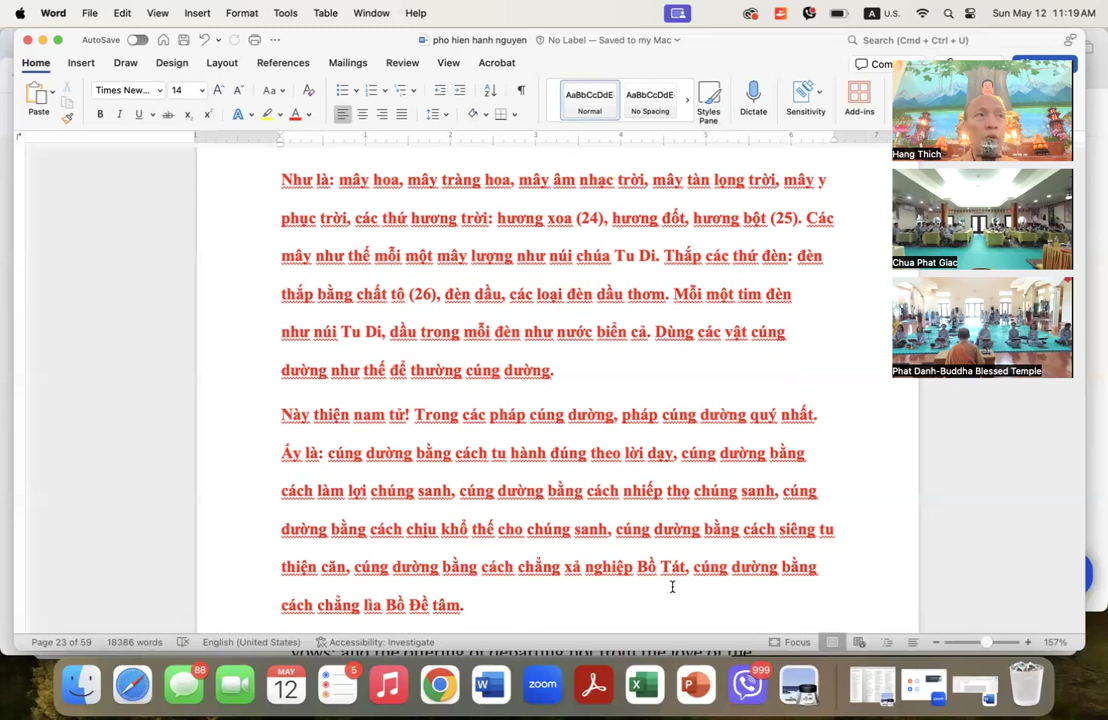 Word File Edit View Insert Format Tools Table Window Help
A U.S. Sun May 12 11:19 AM
AutoSave
pho hien hanh nguyen No Label — Saved to my Mac
Search (Cmd + Ctrl + U)
Home Insert Draw Design Layout References Mailings Review View Zotero Acrobat
Paste
Times New... 14
AaBbCcDdE Normal
AaBbCcDdE No Spacing
Styles Pane
Dictate
Sensitivity
Add-ins
Hang Thich
Chua Phat Giac
Phat Danh-Buddha Blessed Temple
1 2 3 4 5 6 7
Như là: mây hoa, mây tràng hoa, mây âm nhạc trời, mây tàn lọng trời, mây y
phục trời, các thứ hương trời: hương xoa (24), hương đốt, hương bột (25). Các
mây như thế mỗi một mây lượng như núi chúa Tu Di. Thắp các thứ đèn: đèn
thắp bằng chất tô (26), đèn dầu, các loại đèn dầu thơm. Mỗi một tim đèn
như núi Tu Di, dầu trong mỗi đèn như nước biển cả. Dùng các vật cúng
dường như thế để thường cúng dường.
Này thiện nam tử! Trong các pháp cúng dường, pháp cúng dường quý nhất.
Ấy là: cúng dường bằng cách tu hành đúng theo lời dạy, cúng dường bằng
cách làm lợi chúng sanh, cúng dường bằng cách nhiếp thọ chúng sanh, cúng
dường bằng cách chịu khổ thế cho chúng sanh, cúng dường bằng cách siêng tu
thiện căn, cúng dường bằng cách chẳng xả nghiệp Bồ Tát, cúng dường bằng
cách chẳng lìa Bồ Đề tâm.
Page 23 of 59 18386 words English (United States) Accessibility: Investigate Focus 157%
88 MAY 12 5 zoom 999